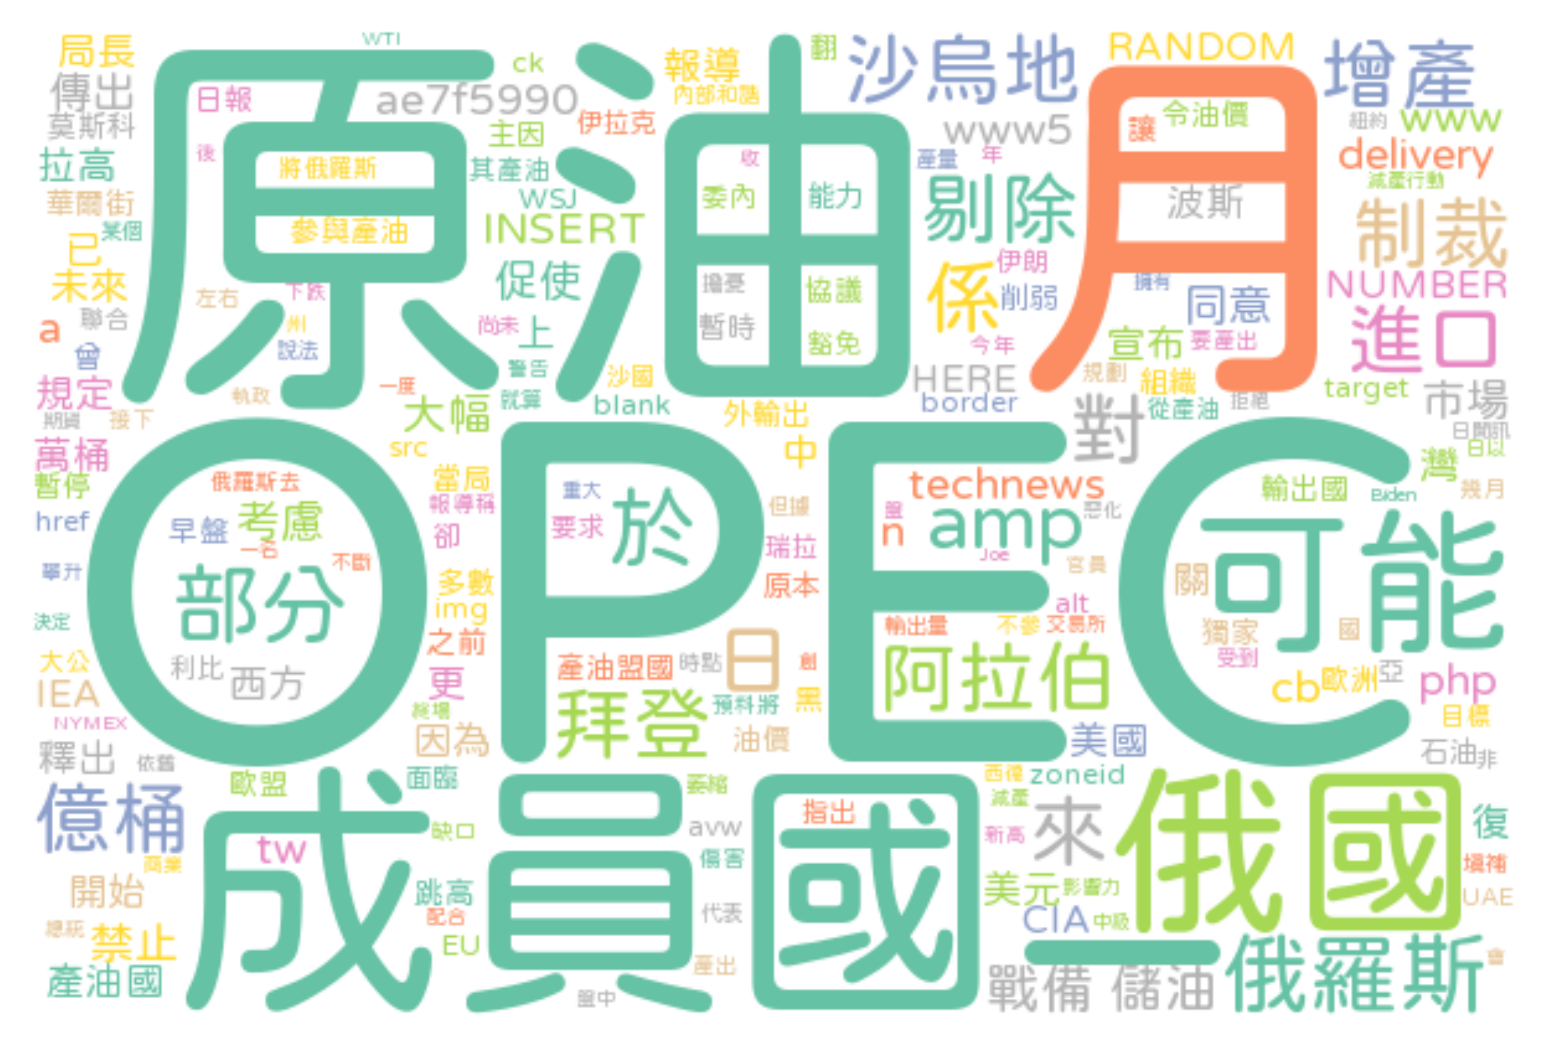 WTI
局長
ck
報導
翻
沙烏地
RANDOM
增產
傳出
日報
ae7f5990
內部和諧
令油價
www
莫斯科
主因
伊拉克
www5
讓
紐約
拉高
後
將俄羅斯
其產油
收
產量
年
delivery
減產行動
華爾街
WSJ
委內
能力
剔除
波斯
制裁
某個
參與產油
INSERT
已
未來
原油
月
促使
擔憂
協議
係
伊朗
削弱
擁有
同意
NUMBER
左右
下跌
a
聯合
州
尚未
上
暫時
豁免
今年
宣布
要產出
進口
曾
說法
警告
沙國
HERE
規劃
組織
target
規定
執政
一度
就算
blank
border
從產油
拒絕
市場
期貨
接下
大幅
外輸出
對
日聞訊
萬桶
src
中
日以
暫停
俄羅斯去
當局
重大
technews
輸出國
灣
Biden
幾月
href
早盤
考慮
報導稱
要求
於
但據
盤
n
amp
惡化
一名
不斷
卻
瑞拉
Joe
官員
可能
攀升
部分
多數
原本
alt
關
決定
img
OPEC
輸出量
不參
交易所
獨家
國
大公
利比
西方
之前
產油盟國
時點
日
創
阿拉伯
受到
IEA
更
cb
歐洲
亞
php
NYMEX
終場
拜登
預料將
黑
目標
釋出
依舊
因為
油價
美國
石油
非
歐盟
面臨
萎縮
西德
zoneid
億桶
減產
tw
缺口
avw
指出
新高
來
俄國
復
商業
傷害
填補
開始
跳高
成員國
美元
影響力
UAE
配合
代表
CIA
中級
總統
禁止
EU
一
會
產油國
產出
盤中
戰備
儲油
俄羅斯